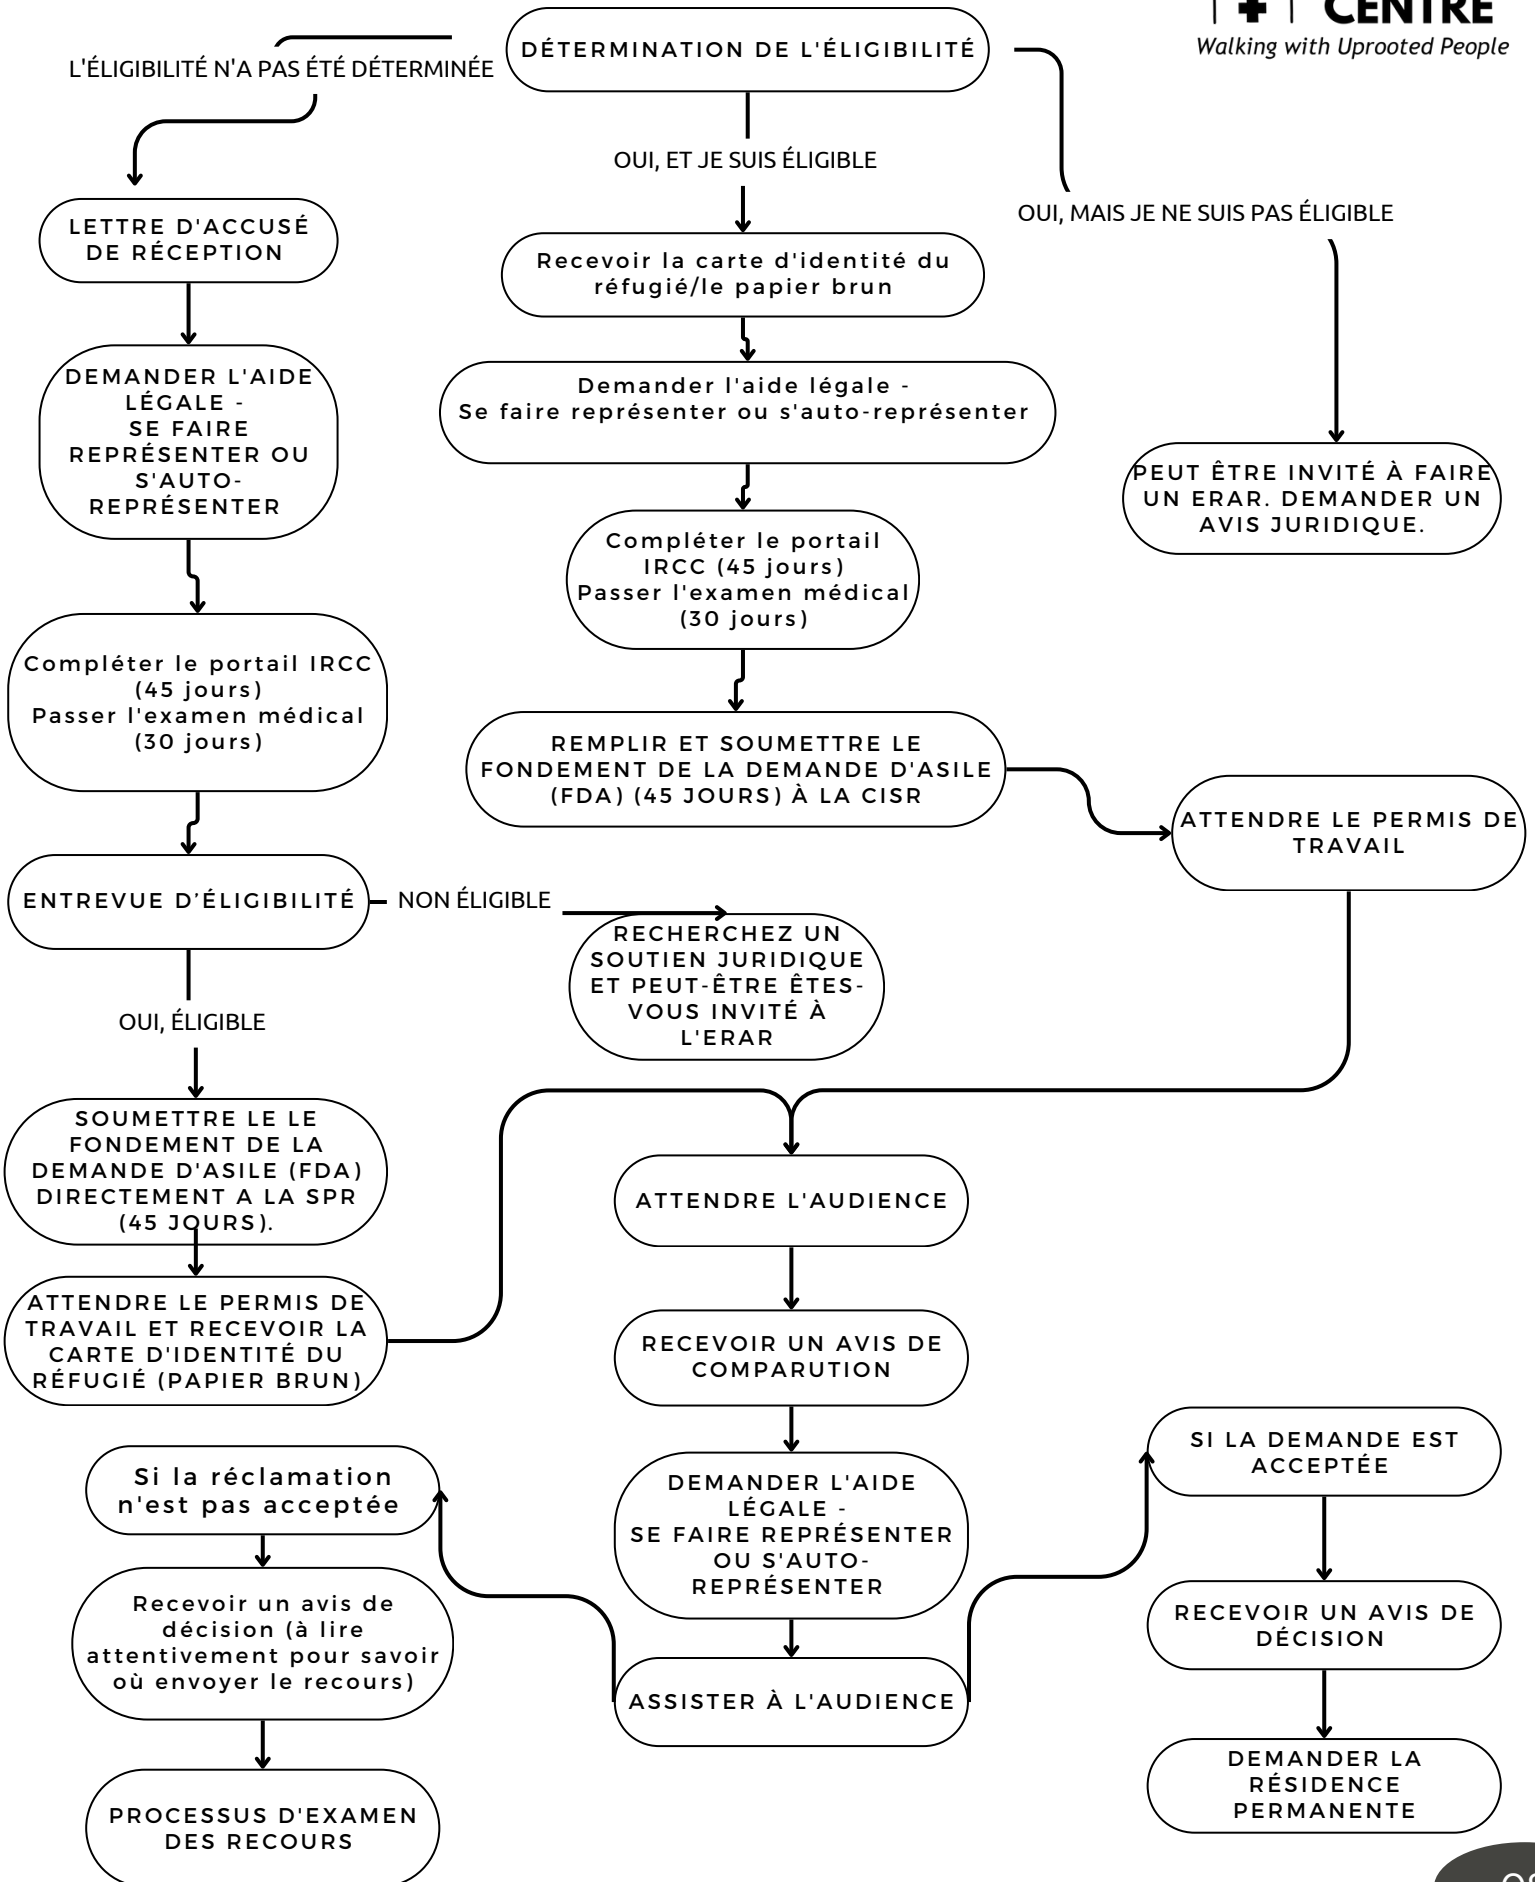 CENTRE
Walking with Uprooted People
DÉTERMINATION DE L'ÉLIGIBILITÉ
L'ÉLIGIBILITÉ N'A PAS ÉTÉ DÉTERMINÉE
OUI, ET JE SUIS ÉLIGIBLE
OUI, MAIS JE NE SUIS PAS ÉLIGIBLE
LETTRE D'ACCUSÉ
DE RÉCEPTION
DEMANDER L'AIDE
LÉGALE -
SE FAIRE
REPRÉSENTER OU
S'AUTO-
REPRÉSENTER
Compléter le portail IRCC
(45 jours)
Passer l'examen médical
(30 jours)
ENTREVUE D’ÉLIGIBILITÉ
NON ÉLIGIBLE
RECHERCHEZ UN
SOUTIEN JURIDIQUE
ET PEUT-ÊTRE ÊTES-
VOUS INVITÉ À
L'ERAR
OUI, ÉLIGIBLE
SOUMETTRE LE LE
FONDEMENT DE LA
DEMANDE D'ASILE (FDA)
DIRECTEMENT A LA SPR
(45 JOURS).
ATTENDRE LE PERMIS DE
TRAVAIL ET RECEVOIR LA
CARTE D'IDENTITÉ DU
RÉFUGIÉ (PAPIER BRUN)
Recevoir la carte d'identité du
réfugié/le papier brun
Demander l'aide légale -
Se faire représenter ou s'auto-représenter
Compléter le portail
IRCC (45 jours)
Passer l'examen médical
(30 jours)
REMPLIR ET SOUMETTRE LE
FONDEMENT DE LA DEMANDE D'ASILE
(FDA) (45 JOURS) À LA CISR
PEUT ÊTRE INVITÉ À FAIRE
UN ERAR. DEMANDER UN
AVIS JURIDIQUE.
ATTENDRE LE PERMIS DE
TRAVAIL
ATTENDRE L'AUDIENCE
RECEVOIR UN AVIS DE
COMPARUTION
DEMANDER L'AIDE
LÉGALE -
SE FAIRE REPRÉSENTER
OU S'AUTO-
REPRÉSENTER
ASSISTER À L'AUDIENCE
Si la réclamation
n'est pas acceptée
Recevoir un avis de
décision (à lire
attentivement pour savoir
où envoyer le recours)
PROCESSUS D'EXAMEN
DES RECOURS
SI LA DEMANDE EST
ACCEPTÉE
RECEVOIR UN AVIS DE
DÉCISION
DEMANDER LA
RÉSIDENCE
PERMANENTE